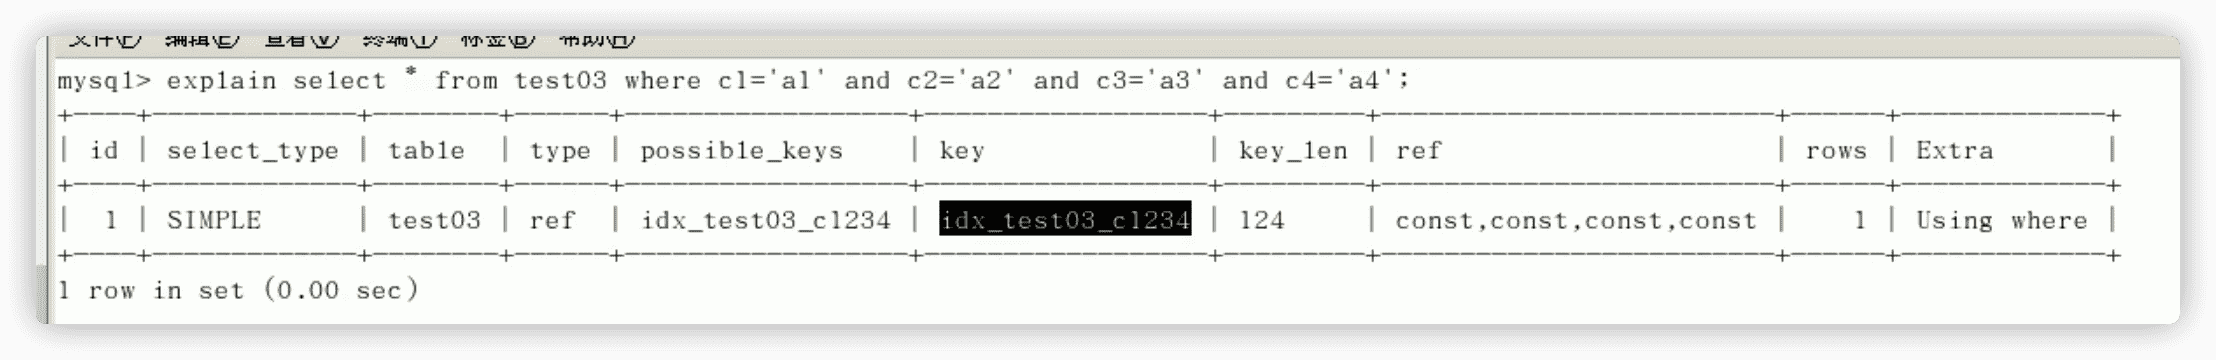 文件(F) 编辑(E) 查看(V) 终端(T) 标签(B) 帮助(H)
mysql> explain select * from test03 where c1='a1' and c2='a2' and c3='a3' and c4='a4';
+----+-------------+--------+------+------------------+------------------+---------+-------------------------+------+-------------+
| id | select_type | table | type | possible_keys | key | key_len | ref | rows | Extra |
+----+-------------+--------+------+------------------+------------------+---------+-------------------------+------+-------------+
| 1 | SIMPLE | test03 | ref | idx_test03_c1234 | idx_test03_c1234 | 124 | const,const,const,const | 1 | Using where |
+----+-------------+--------+------+------------------+------------------+---------+-------------------------+------+-------------+
1 row in set (0.00 sec)